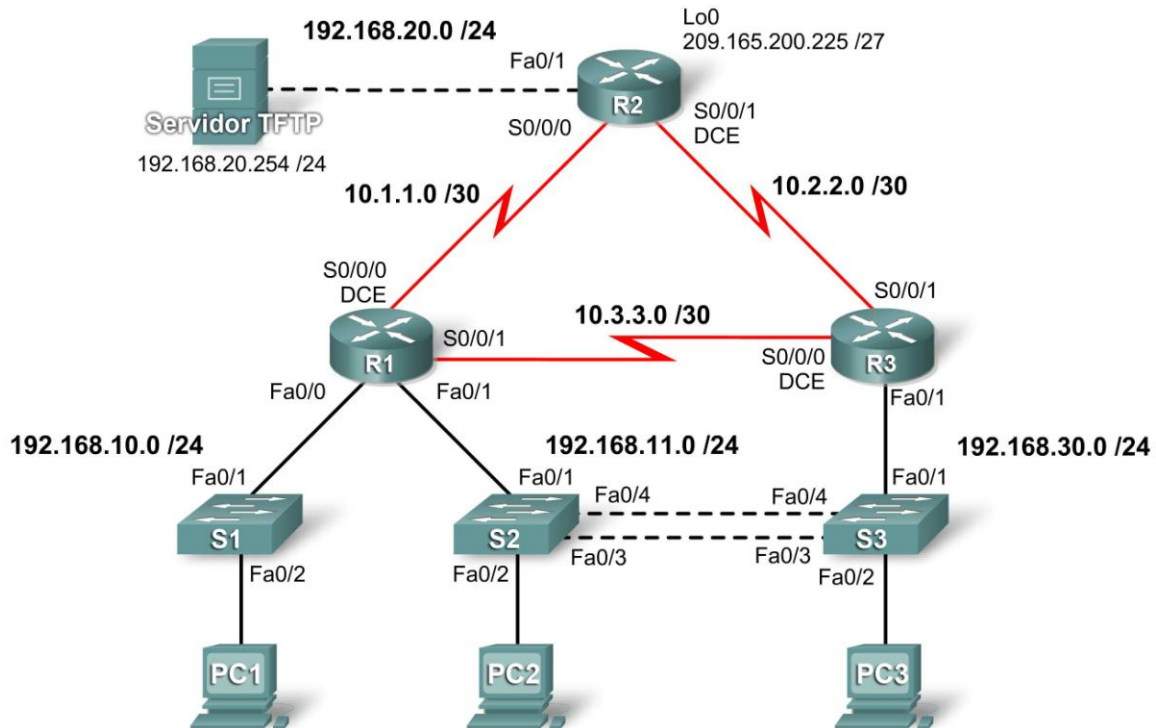 192.168.20.0 /24
Lo0
209.165.200.225 /27
Fa0/1
R2
Servidor TFTP
192.168.20.254 /24
S0/0/0
S0/0/1
DCE
10.1.1.0 /30
10.2.2.0 /30
S0/0/0
DCE
S0/0/1
10.3.3.0 /30
S0/0/1
R1
S0/0/0
DCE
R3
Fa0/0
Fa0/1
Fa0/1
192.168.10.0 /24
192.168.11.0 /24
192.168.30.0 /24
Fa0/1
Fa0/1
Fa0/4
Fa0/4
Fa0/1
S1
S2
S3
Fa0/2
Fa0/2
Fa0/3
Fa0/3
Fa0/2
PC1
PC2
PC3